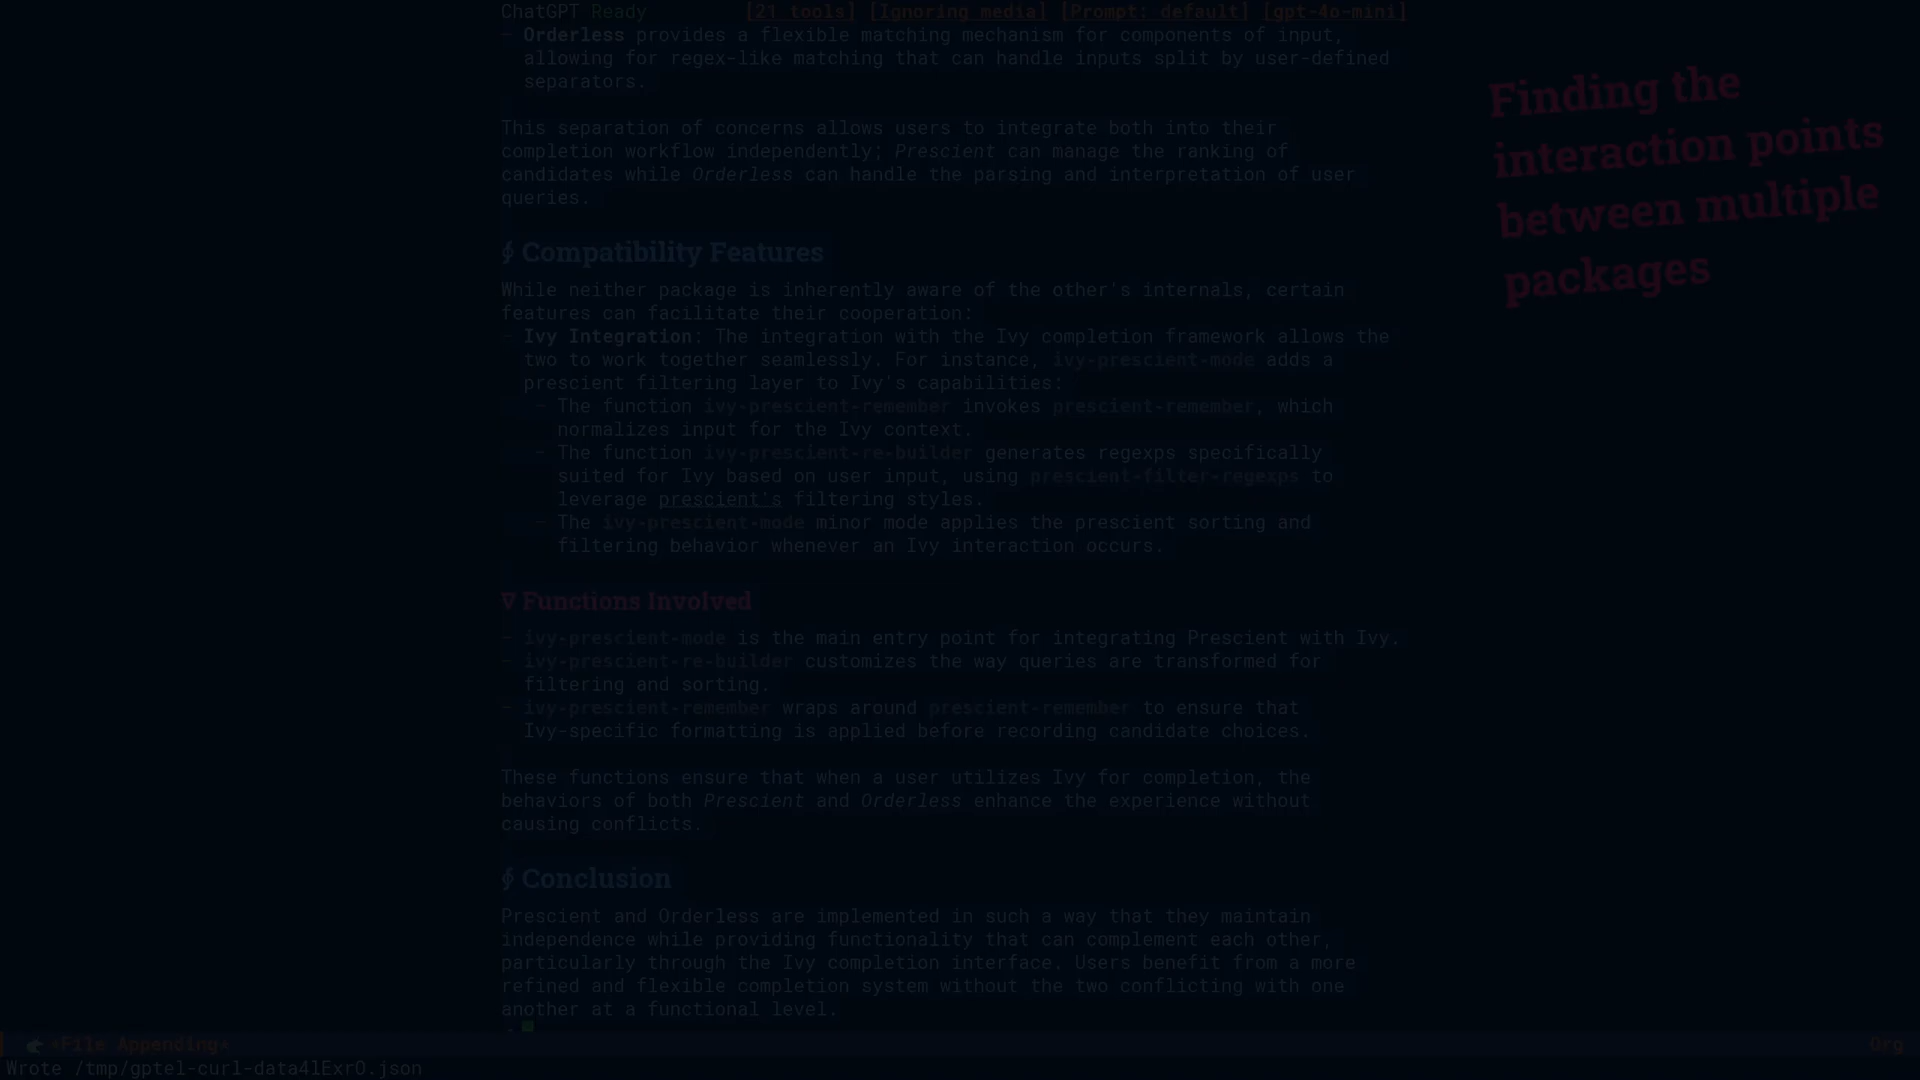 ChatGPT Ready [21 tools] [Ignoring media] [Prompt: default] [gpt-4o-mini]
- Orderless provides a flexible matching mechanism for components of input,
allowing for regex-like matching that can handle inputs split by user-defined
separators.
This separation of concerns allows users to integrate both into their
completion workflow independently; Prescient can manage the ranking of
candidates while Orderless can handle the parsing and interpretation of user
queries.
∮ Compatibility Features
While neither package is inherently aware of the other's internals, certain
features can facilitate their cooperation:
- Ivy Integration: The integration with the Ivy completion framework allows the
two to work together seamlessly. For instance, ivy-prescient-mode adds a
prescient filtering layer to Ivy's capabilities:
- The function ivy-prescient-remember invokes prescient-remember, which
normalizes input for the Ivy context.
- The function ivy-prescient-re-builder generates regexps specifically
suited for Ivy based on user input, using prescient-filter-regexps to
leverage prescient's filtering styles.
- The ivy-prescient-mode minor mode applies the prescient sorting and
filtering behavior whenever an Ivy interaction occurs.
∇ Functions Involved
- ivy-prescient-mode is the main entry point for integrating Prescient with Ivy.
- ivy-prescient-re-builder customizes the way queries are transformed for
filtering and sorting.
- ivy-prescient-remember wraps around prescient-remember to ensure that
Ivy-specific formatting is applied before recording candidate choices.
These functions ensure that when a user utilizes Ivy for completion, the
behaviors of both Prescient and Orderless enhance the experience without
causing conflicts.
∮ Conclusion
Prescient and Orderless are implemented in such a way that they maintain
independence while providing functionality that can complement each other,
particularly through the Ivy completion interface. Users benefit from a more
refined and flexible completion system without the two conflicting with one
another at a functional level.
Finding the
interaction points
between multiple
packages
*File Appending* Org
Wrote /tmp/gptel-curl-data4lExrO.json